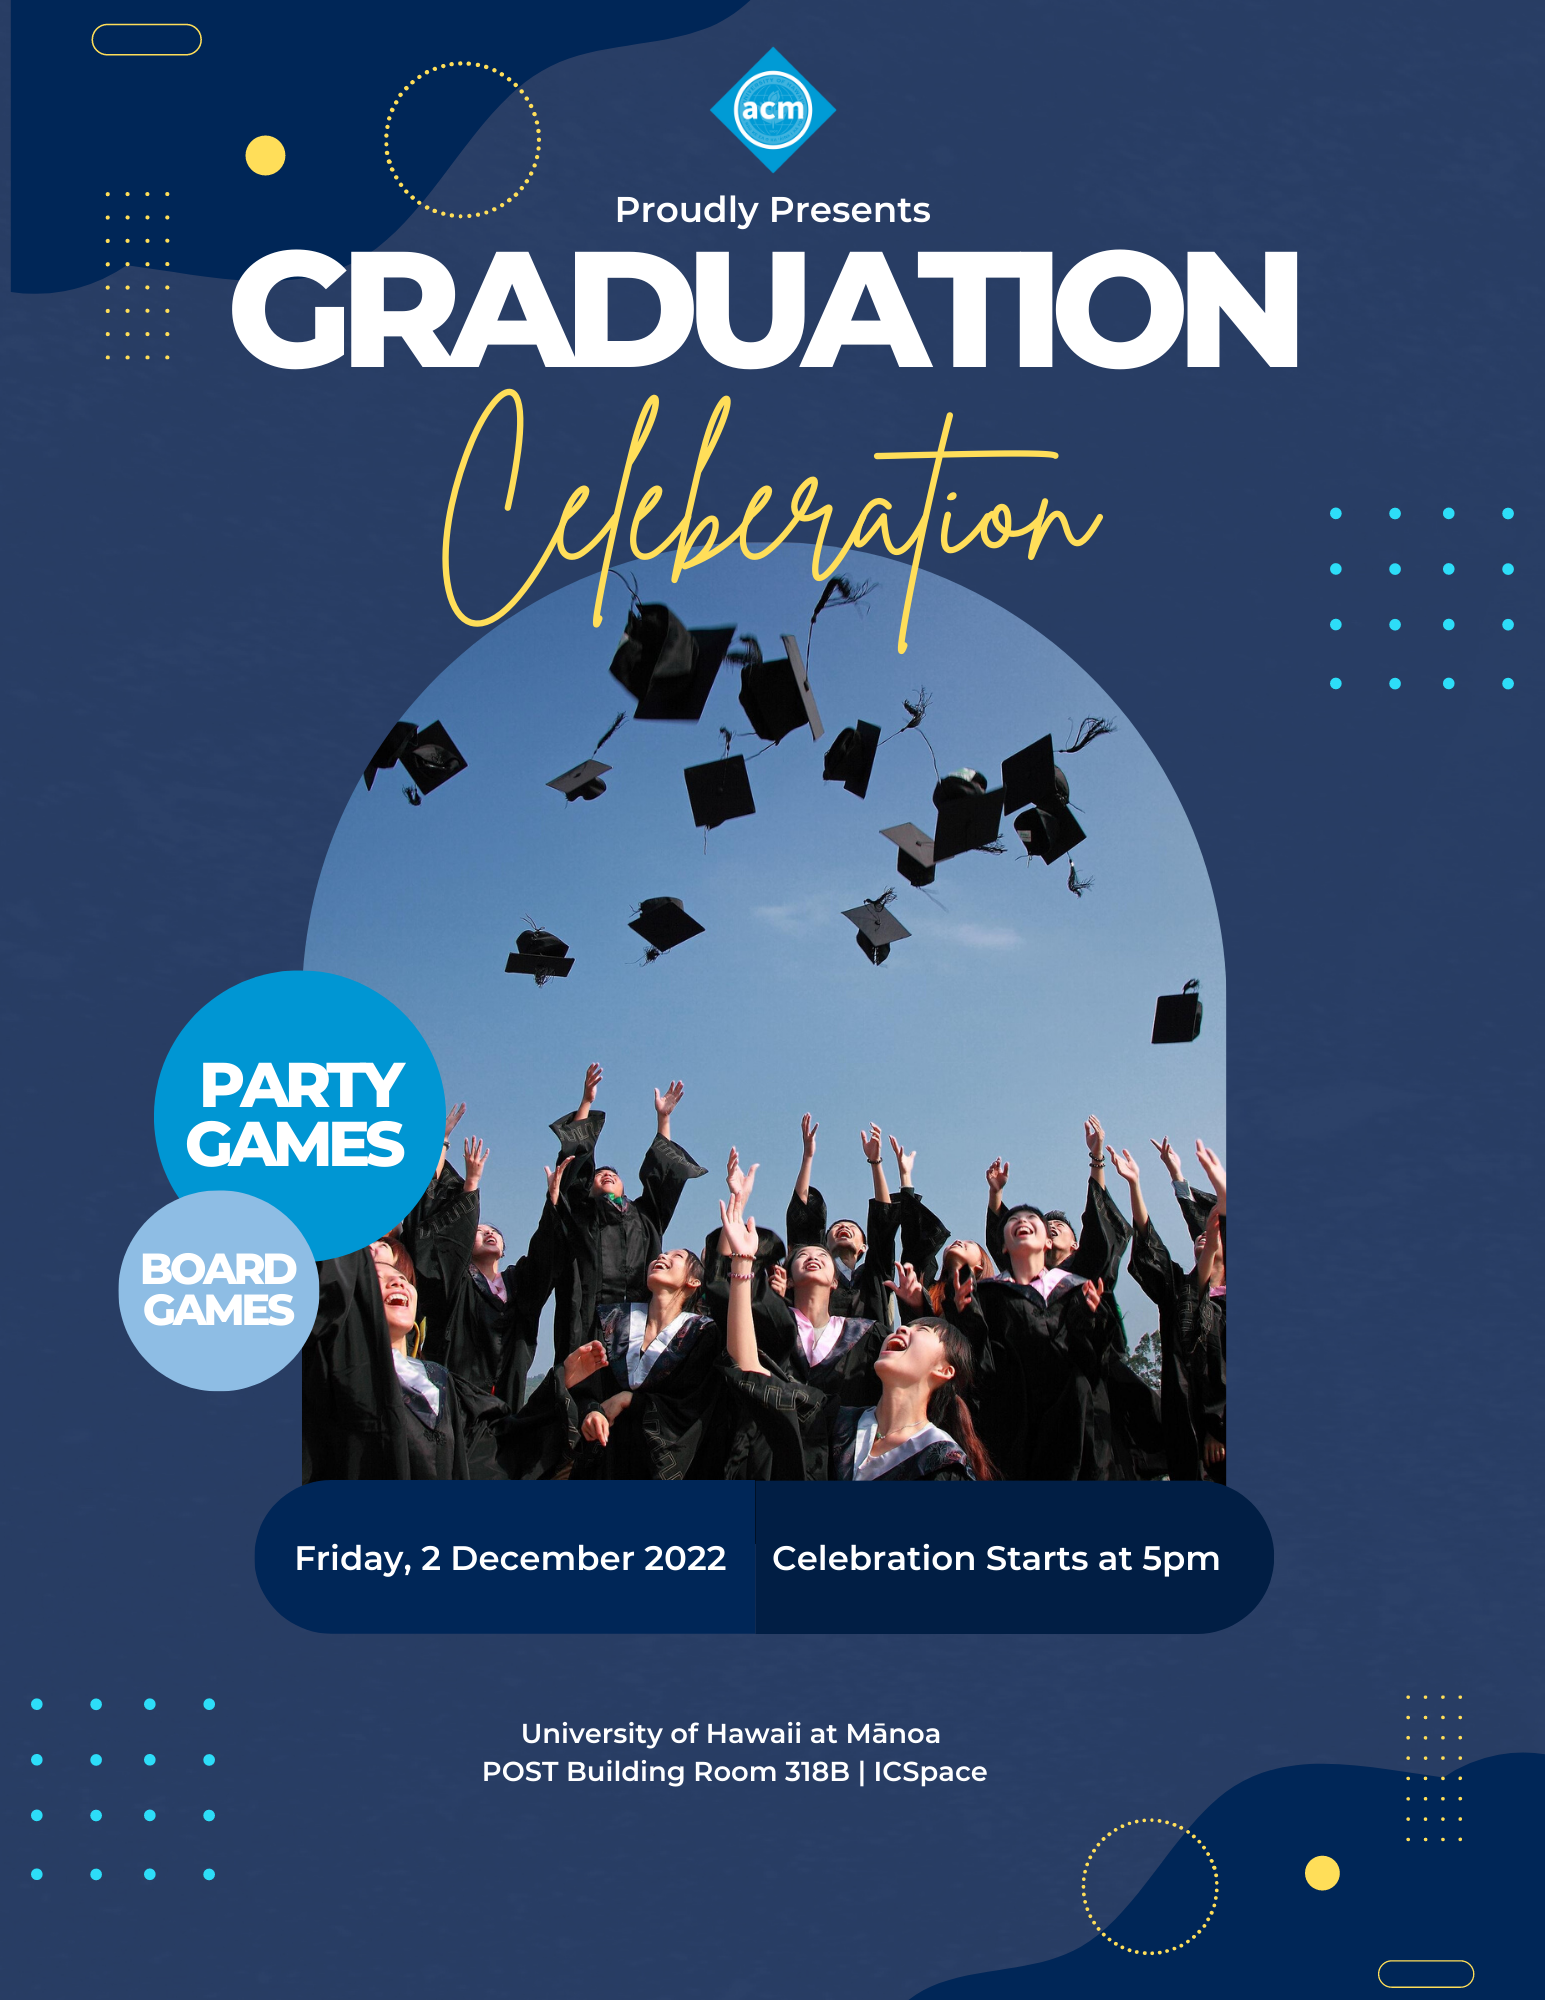 acm
Proudly Presents
GRADUATION
Celeberation
PARTY
GAMES
BOARD
GAMES
Friday, 2 December 2022
Celebration Starts at 5pm
University of Hawaii at Mānoa
POST Building Room 318B | ICSpace